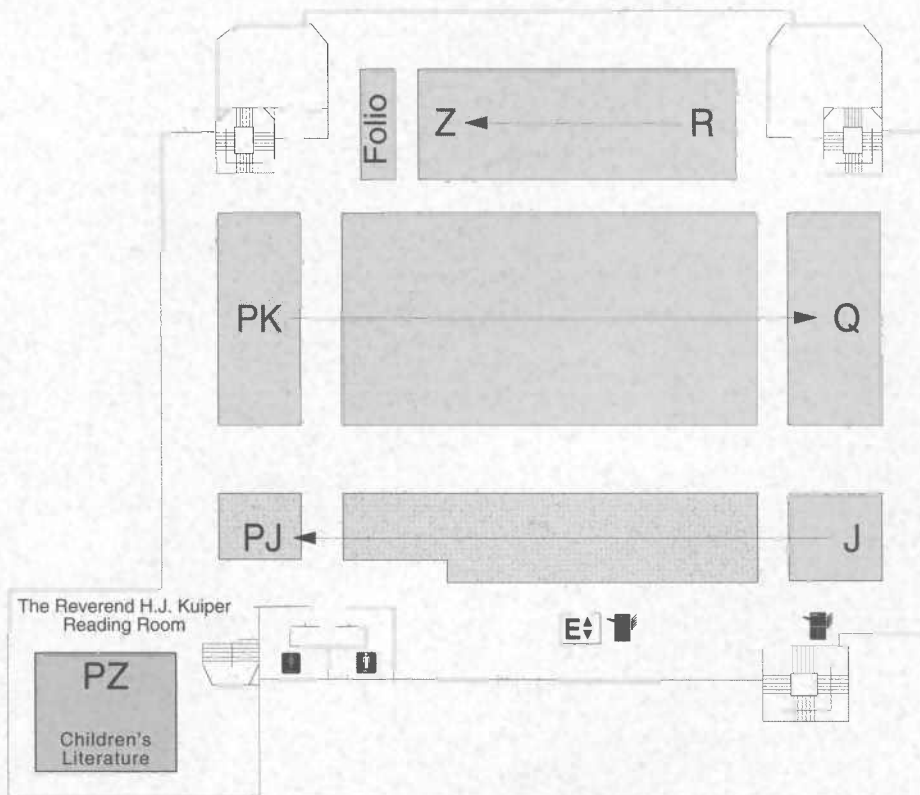 Folio
Z
R
PK
Q
PJ
J
The Reverend H.J. Kuiper
Reading Room
E
PZ
Children's
Literature